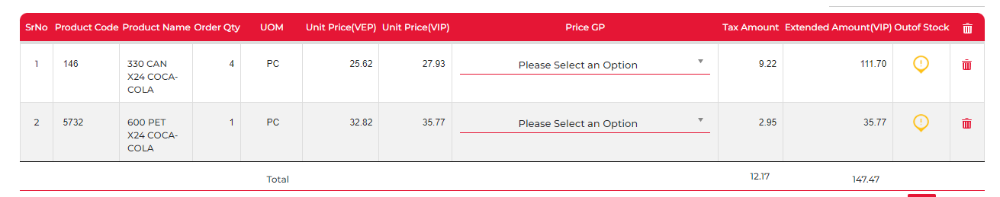 SrNo Product Code Product Name Order Qty UOM Unit Price(VEP) Unit Price(VIP) Price GP Tax Amount Extended Amount(VIP) Outof Stock
1 146 330 CAN 4 PC 25.62 27.93 Please Select an Option 9.22 111.70
X24 COCA-
COLA
2 5732 600 PET 1 PC 32.82 35.77 Please Select an Option 2.95 35.77
X24 COCA-
COLA
Total 12.17 147.47